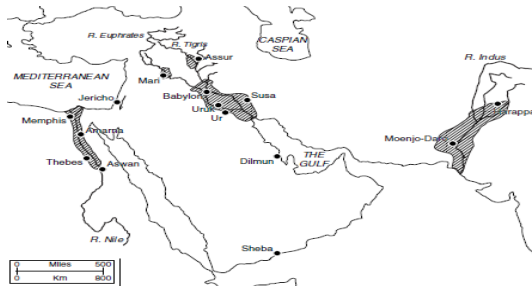 R. Euphrates
CASPIAN
SEA
R. Tigris
Assur
R. Indus
MEDITERRANEAN
SEA
Mari
Jericho
Babylon
Susa
Uruk
Ur
Memphis
Amarna
Moenjo-Daro
Thebes
Aswan
Dilmun
THE
GULF
R. Nile
Sheba
0 Miles 500
0 Km 800